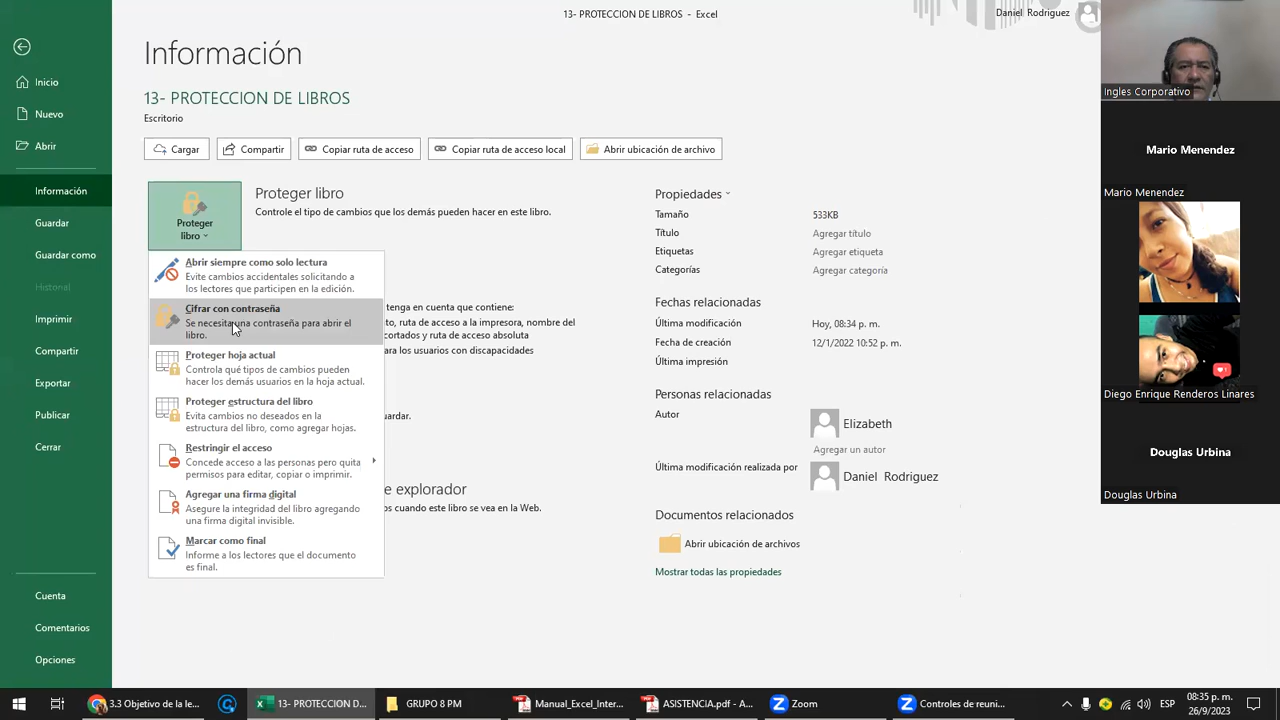 13- PROTECCION DE LIBROS - Excel
Daniel Rodriguez
Información
13- PROTECCION DE LIBROS
Escritorio
Cargar
Compartir
Copiar ruta de acceso
Copiar ruta de acceso local
Abrir ubicación de archivo
Inicio
Nuevo
Abrir
Información
Guardar
Guardar como
Historial
Imprimir
Compartir
Exportar
Publicar
Cerrar
Cuenta
Comentarios
Opciones
Proteger
libro
Proteger libro
Controle el tipo de cambios que los demás pueden hacer en este libro.
Abrir siempre como solo lectura
Evite cambios accidentales solicitando a
los lectores que participen en la edición.
Cifrar con contraseña
Se necesita una contraseña para abrir el
libro.
Proteger hoja actual
Controla qué tipos de cambios pueden
hacer los demás usuarios en la hoja actual.
Proteger estructura del libro
Evita cambios no deseados en la
estructura del libro, como agregar hojas.
Restringir el acceso
Concede acceso a las personas pero quita
permisos para editar, copiar o imprimir.
Agregar una firma digital
Asegure la integridad del libro agregando
una firma digital invisible.
Marcar como final
Informe a los lectores que el documento
es final.
tenga en cuenta que contiene:
to, ruta de acceso a la impresora, nombre del
cortados y ruta de acceso absoluta
para los usuarios con discapacidades
uardar.
e explorador
os cuando este libro se vea en la Web.
Propiedades
Tamaño 533KB
Título Agregar título
Etiquetas Agregar etiqueta
Categorías Agregar categoría
Fechas relacionadas
Última modificación Hoy, 08:34 p. m.
Fecha de creación 12/1/2022 10:52 p. m.
Última impresión
Personas relacionadas
Autor Elizabeth
Agregar un autor
Última modificación realizada por Daniel Rodriguez
Documentos relacionados
Abrir ubicación de archivos
Mostrar todas las propiedades
Ingles Corporativo
Mario Menendez
Mario Menendez
Diego Enrique Renderos Linares
Douglas Urbina
Douglas Urbina
3.3 Objetivo de la le...
13- PROTECCION D...
GRUPO 8 PM
Manual_Excel_Inter...
ASISTENCIA.pdf - A...
Zoom
Controles de reuni...
ESP
08:35 p. m.
26/9/2023